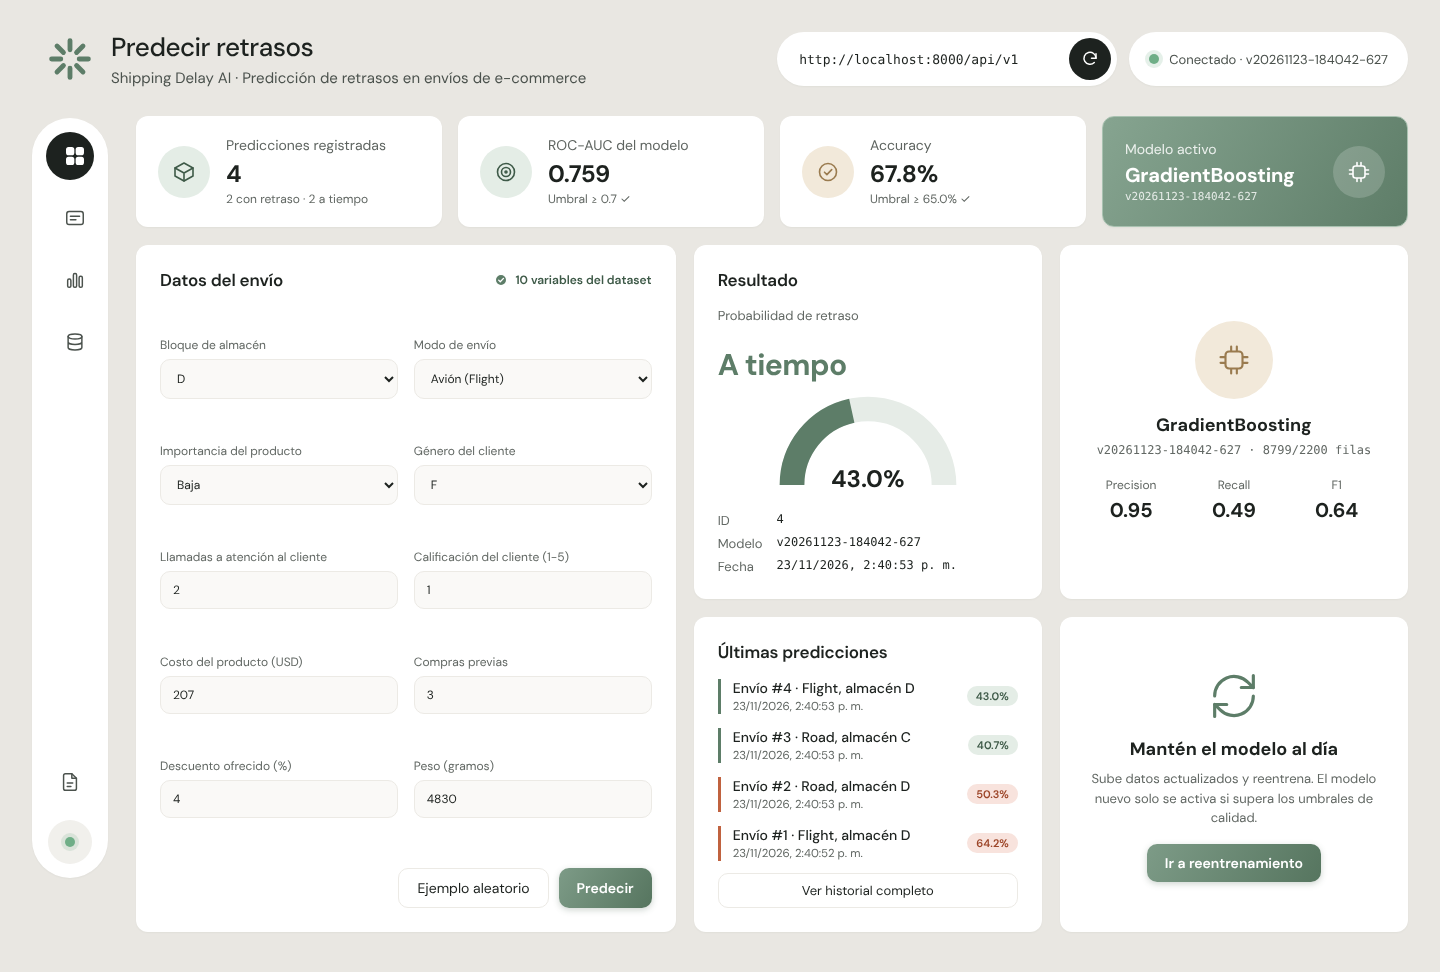 Predecir retrasos
Shipping Delay AI · Predicción de retrasos en envíos de e-commerce
http://localhost:8000/api/v1
Conectado · v20261123-184042-627
Predicciones registradas
4
2 con retraso · 2 a tiempo
ROC-AUC del modelo
0.759
Umbral ≥ 0.7 ✓
Accuracy
67.8%
Umbral ≥ 65.0% ✓
Modelo activo
GradientBoosting
v20261123-184042-627
Datos del envío
10 variables del dataset
Bloque de almacén
D
Modo de envío
Avión (Flight)
Importancia del producto
Baja
Género del cliente
F
Llamadas a atención al cliente
2
Calificación del cliente (1-5)
1
Costo del producto (USD)
207
Compras previas
3
Descuento ofrecido (%)
4
Peso (gramos)
4830
Ejemplo aleatorio
Predecir
Resultado
Probabilidad de retraso
A tiempo
43.0%
ID 4
Modelo v20261123-184042-627
Fecha 23/11/2026, 2:40:53 p. m.
GradientBoosting
v20261123-184042-627 · 8799/2200 filas
Precision
0.95
Recall
0.49
F1
0.64
Últimas predicciones
Envío #4 · Flight, almacén D
23/11/2026, 2:40:53 p. m.
43.0%
Envío #3 · Road, almacén C
23/11/2026, 2:40:53 p. m.
40.7%
Envío #2 · Road, almacén D
23/11/2026, 2:40:53 p. m.
50.3%
Envío #1 · Flight, almacén D
23/11/2026, 2:40:52 p. m.
64.2%
Ver historial completo
Mantén el modelo al día
Sube datos actualizados y reentrena. El modelo
nuevo solo se activa si supera los umbrales de
calidad.
Ir a reentrenamiento